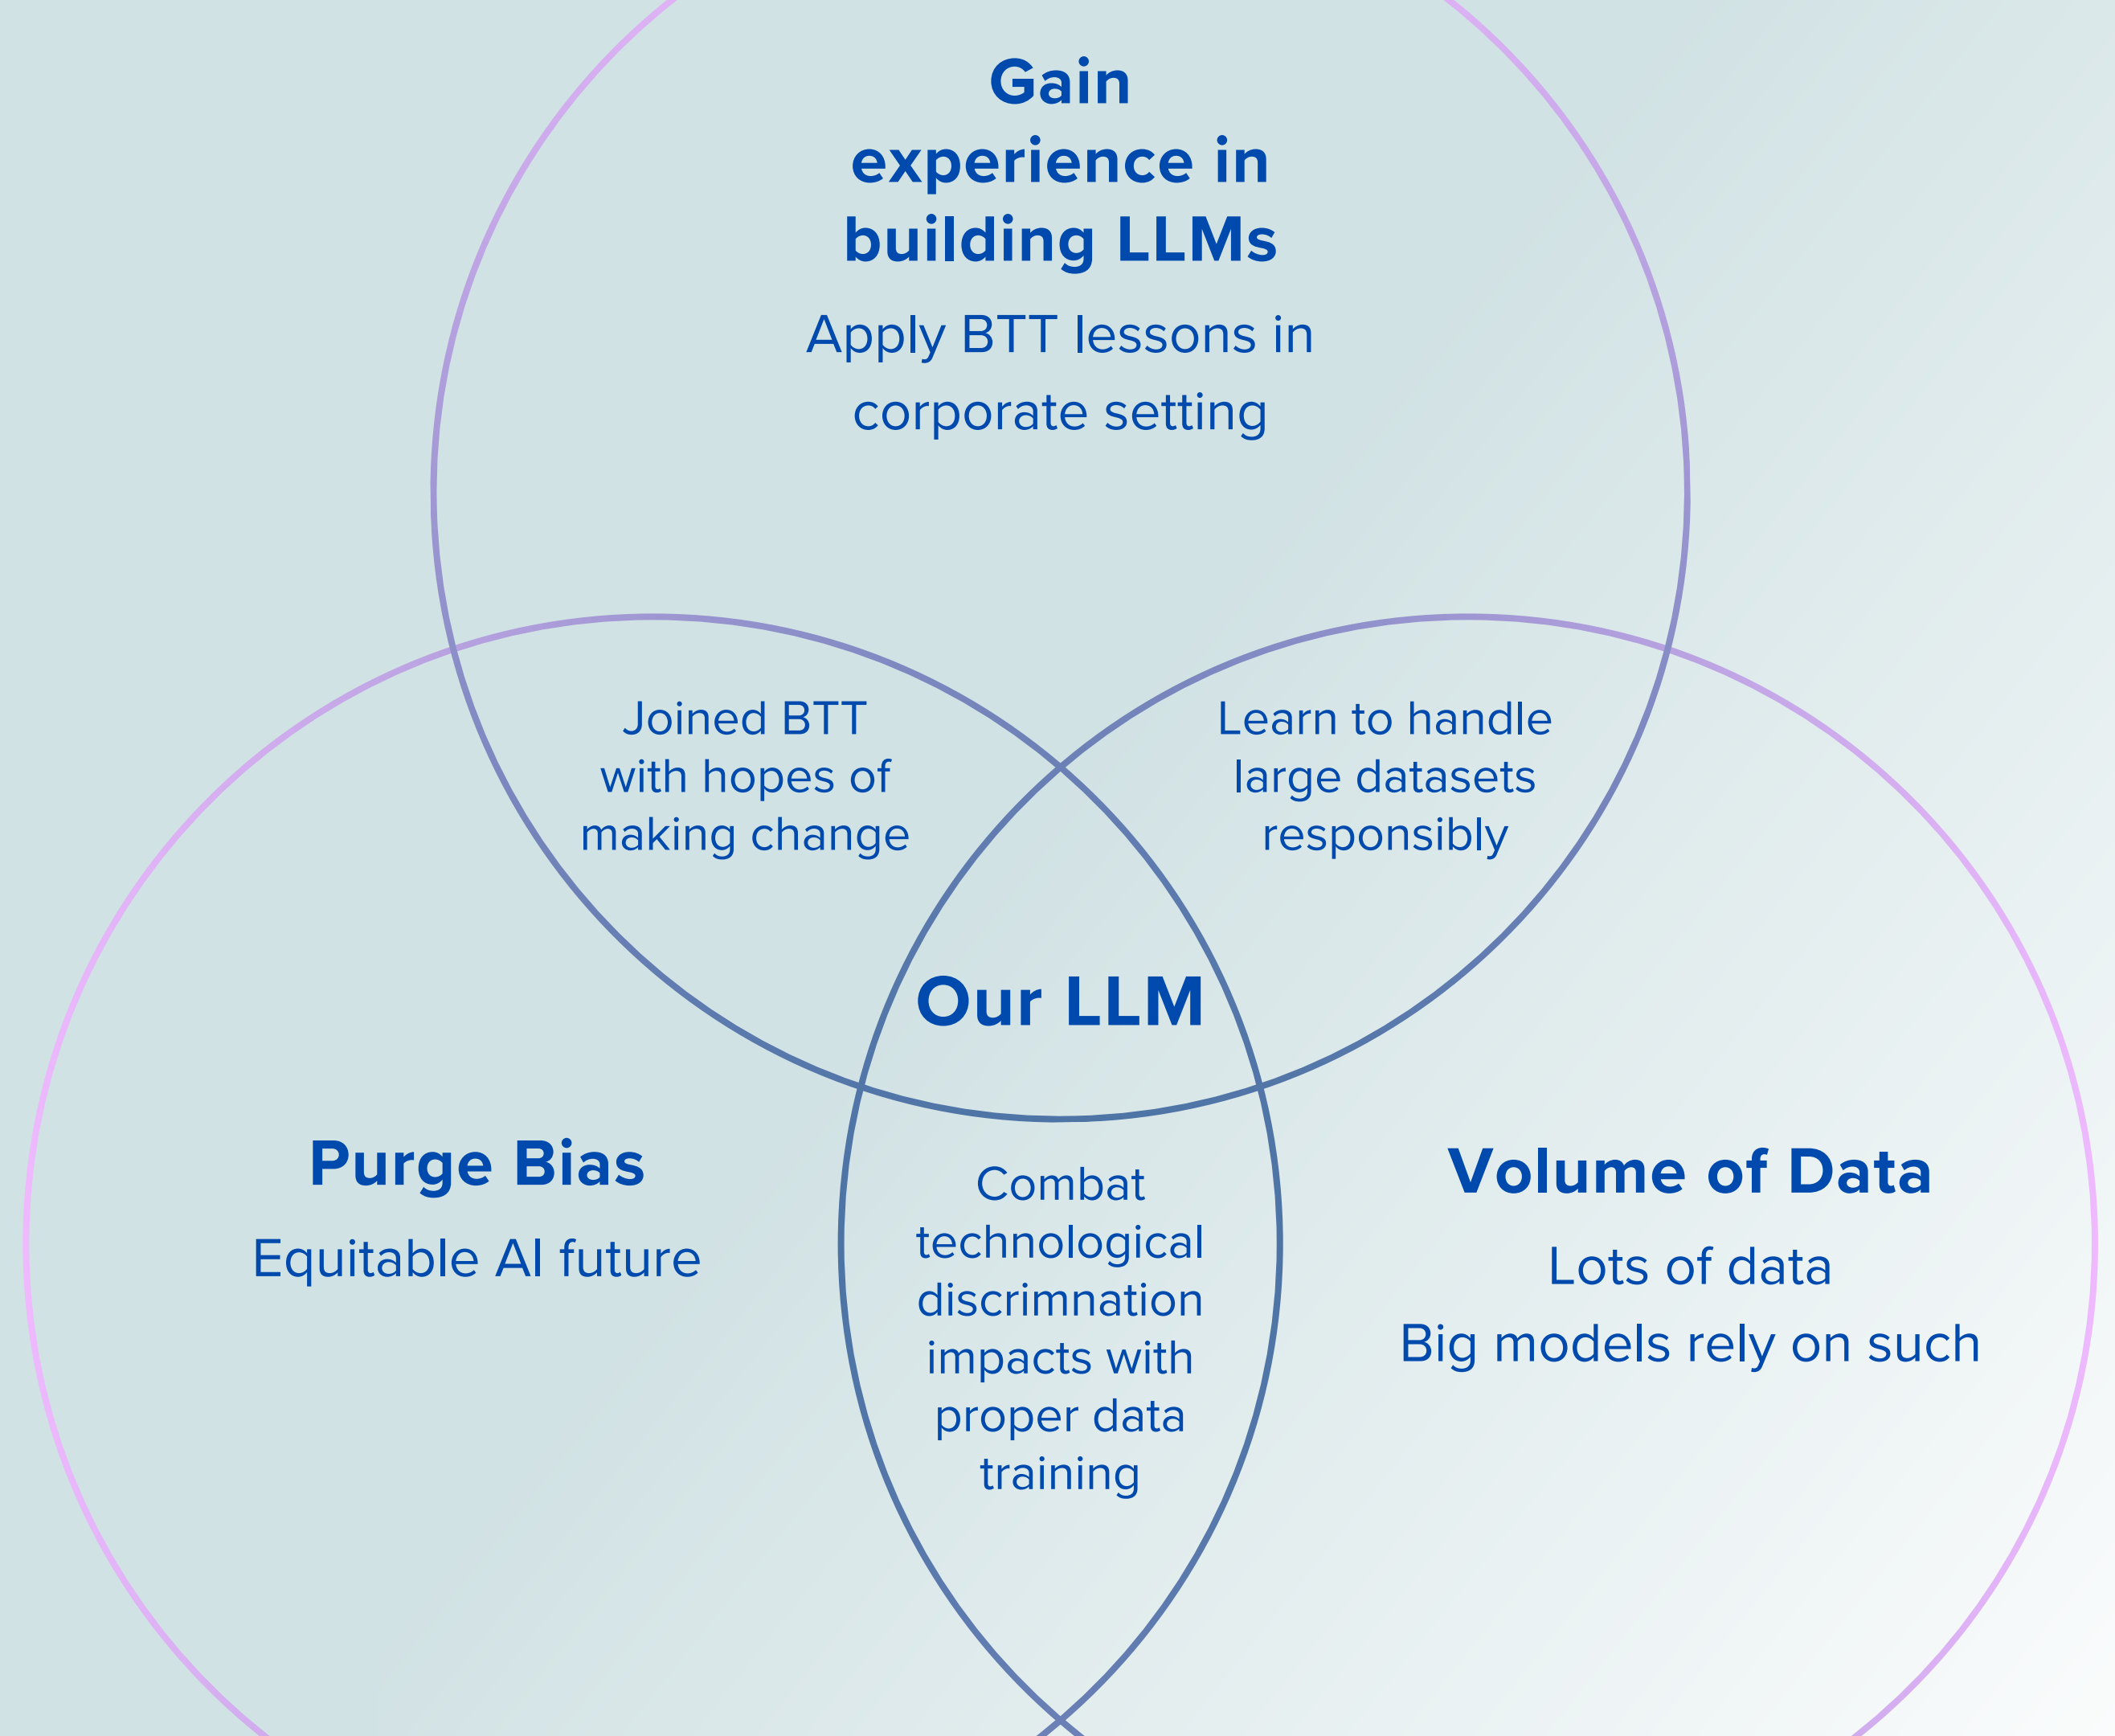 Gain
experience in
building LLMs
Apply BTT lessons in
corporate setting
Joined BTT
with hopes of
making change
Learn to handle
large datasets
responsibly
Our LLM
Purge Bias
Equitable AI future
Combat
technological
discrimnation
impacts with
proper data
training
Volume of Data
Lots of data
Big models rely on such